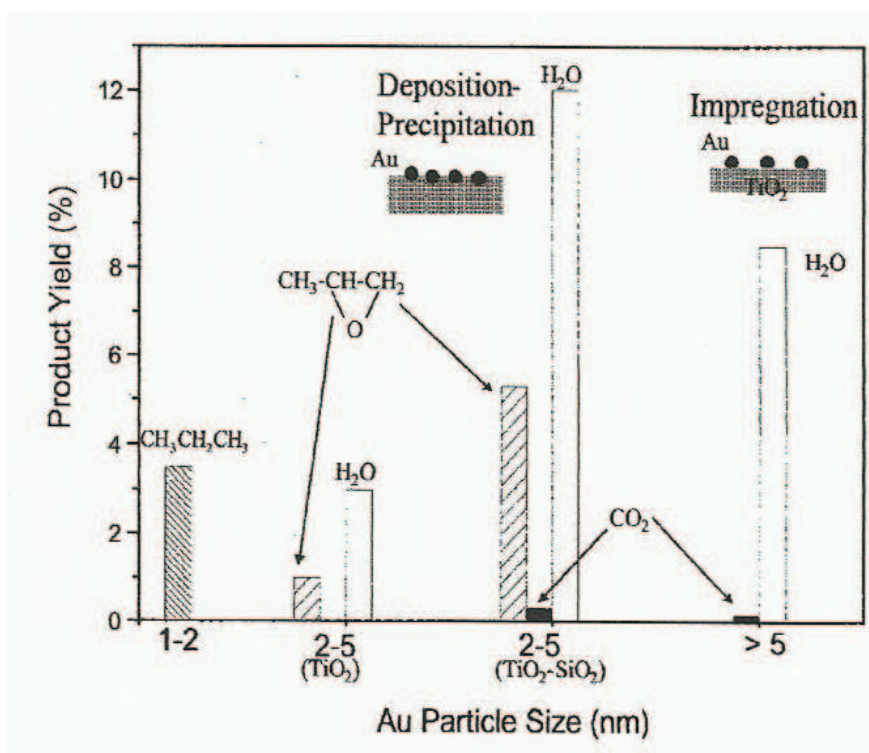 Product Yield (%)
12
10
8
6
4
2
0
Deposition-
Precipitation
Au
H₂O
Impregnation
Au
TiO₂
H₂O
CH₃-CH-CH₂
O
CH₃CH₂CH₃
H₂O
CO₂
1-2
2-5
(TiO₂)
2-5
(TiO₂-SiO₂)
> 5
Au Particle Size (nm)